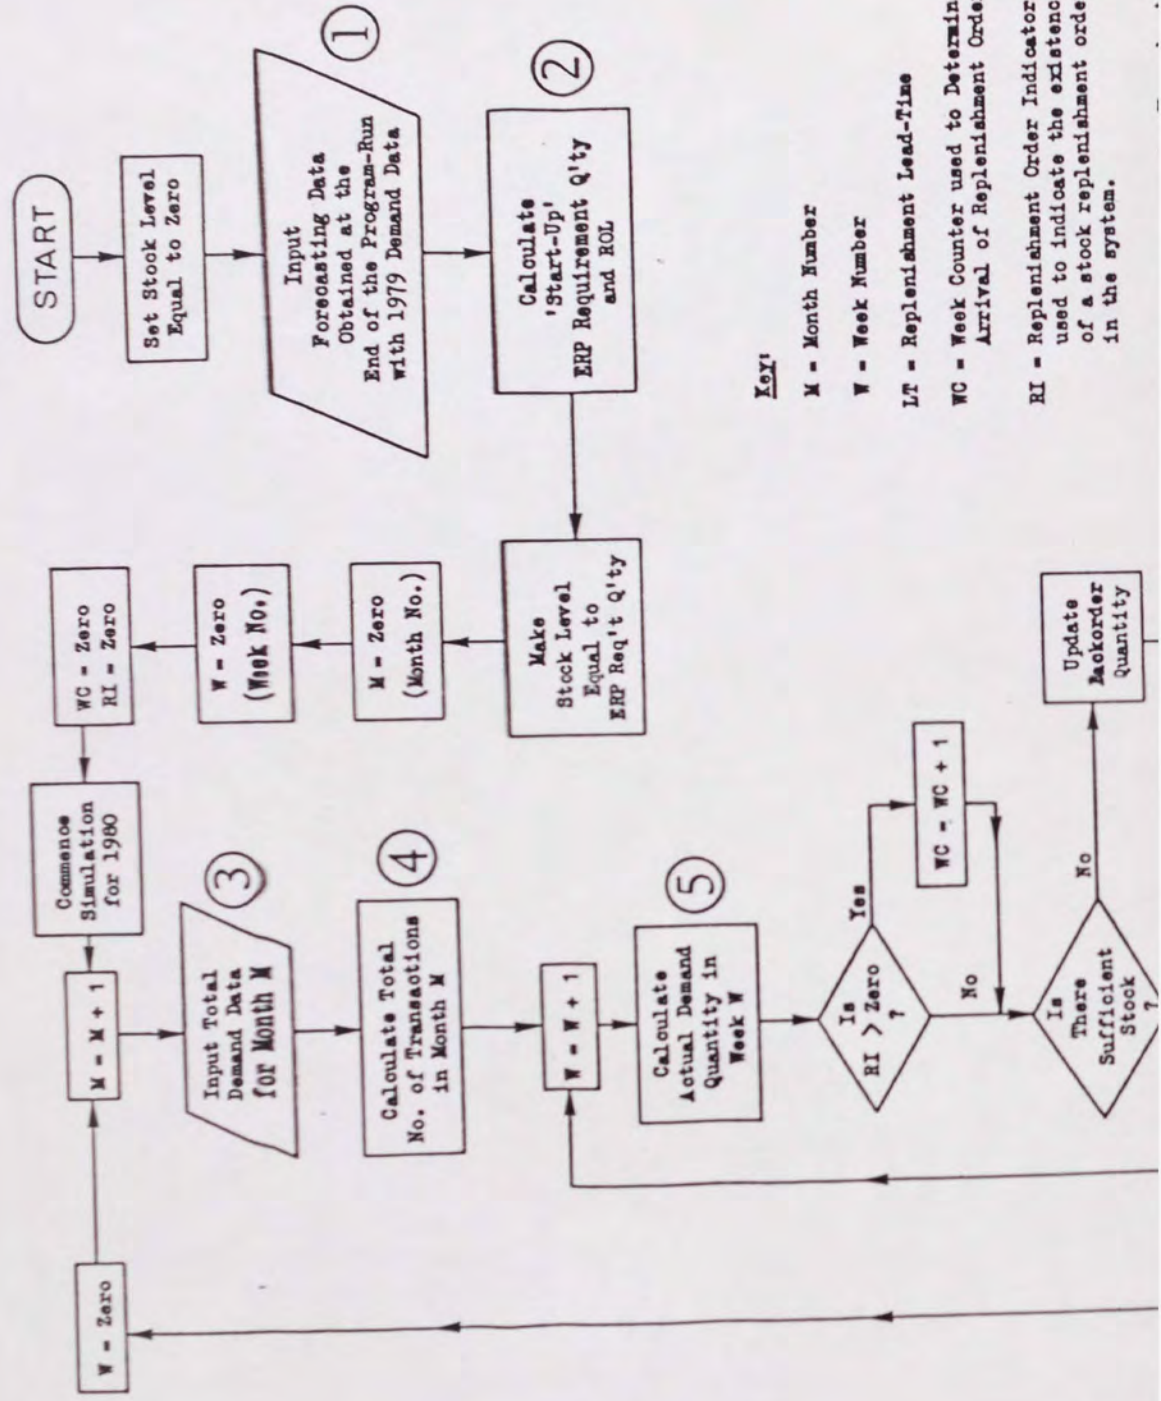 START
Set Stock Level
Equal to Zero
1
Input
Forecasting Data
Obtained at the
End of the Program-Run
with 1979 Demand Data
2
Calculate
'Start-Up'
ERP Requirement Q'ty
and ROL
Make
Stock Level
Equal to
ERP Req't Q'ty
M = Zero
(Month No.)
W = Zero
(Week No.)
WC = Zero
RI = Zero
Commence
Simulation
for 1980
W = Zero
M = M + 1
3
Input Total
Demand Data
for Month M
4
Calculate Total
No. of Transactions
in Month M
W = W + 1
5
Calculate
Actual Demand
Quantity in
Week W
Is
RI > Zero
?
Yes
WC = WC + 1
No
Is
There
Sufficient
Stock
?
No
Update
Backorder
Quantity
Key:
M = Month Number
W = Week Number
LT = Replenishment Lead-Time
WC = Week Counter used to Determin
Arrival of Replenishment Orde
RI = Replenishment Order Indicator
used to indicate the existenc
of a stock replenishment orde
in the system.